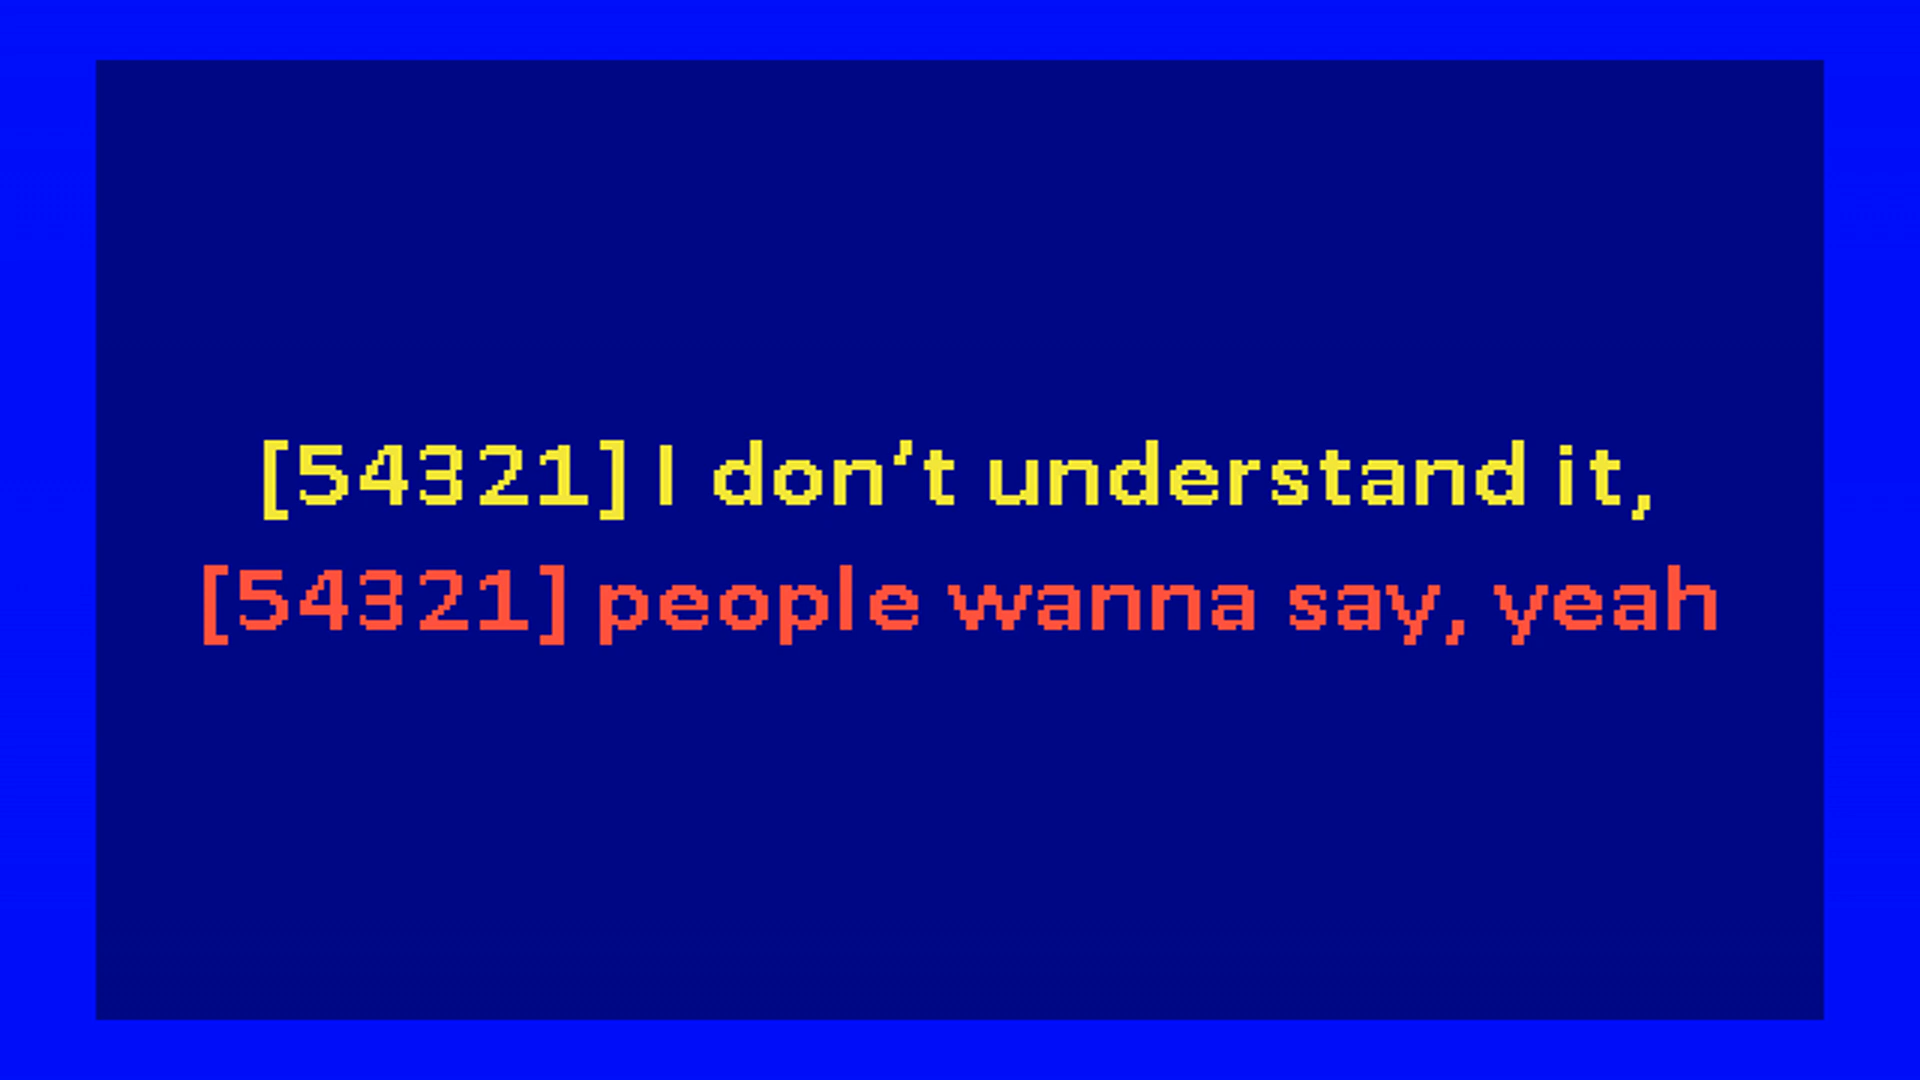 [54321] I don’t understand it,
[54321] people wanna say, yeah